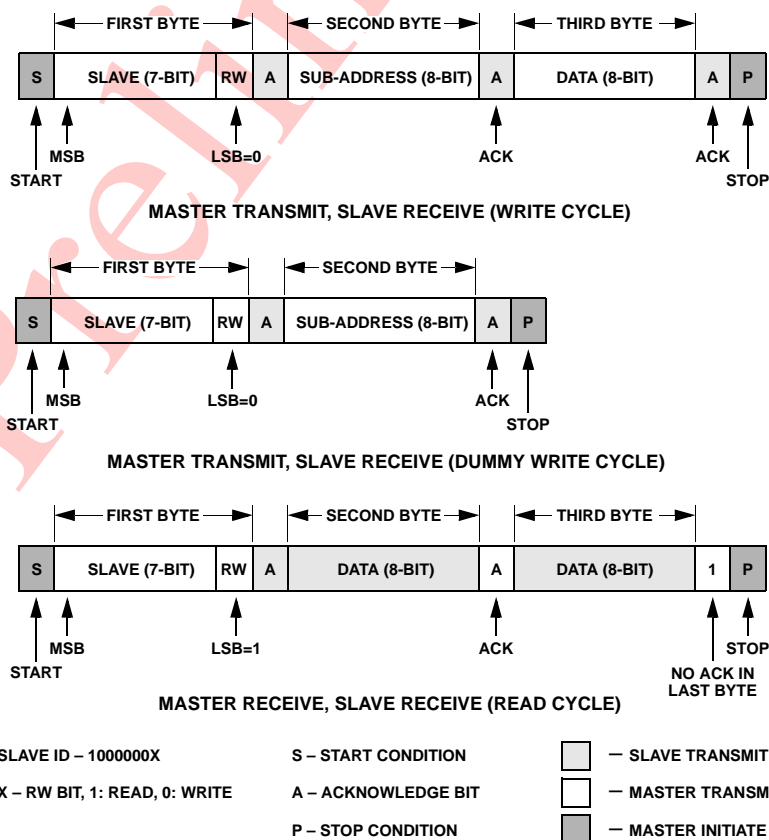 FIRST BYTE SECOND BYTE THIRD BYTE
S SLAVE (7-BIT) RW A SUB-ADDRESS (8-BIT) A DATA (8-BIT) A P
MSB LSB=0 ACK ACK
START STOP
MASTER TRANSMIT, SLAVE RECEIVE (WRITE CYCLE)
FIRST BYTE SECOND BYTE
S SLAVE (7-BIT) RW A SUB-ADDRESS (8-BIT) A P
MSB LSB=0 ACK
START STOP
MASTER TRANSMIT, SLAVE RECEIVE (DUMMY WRITE CYCLE)
FIRST BYTE SECOND BYTE THIRD BYTE
S SLAVE (7-BIT) RW A DATA (8-BIT) A DATA (8-BIT) 1 P
MSB LSB=1 ACK STOP
START NO ACK IN
LAST BYTE
MASTER RECEIVE, SLAVE RECEIVE (READ CYCLE)
SLAVE ID – 1000000X S – START CONDITION – SLAVE TRANSMIT
X – RW BIT, 1: READ, 0: WRITE A – ACKNOWLEDGE BIT – MASTER TRANSM
P – STOP CONDITION – MASTER INITIATE
Prelim